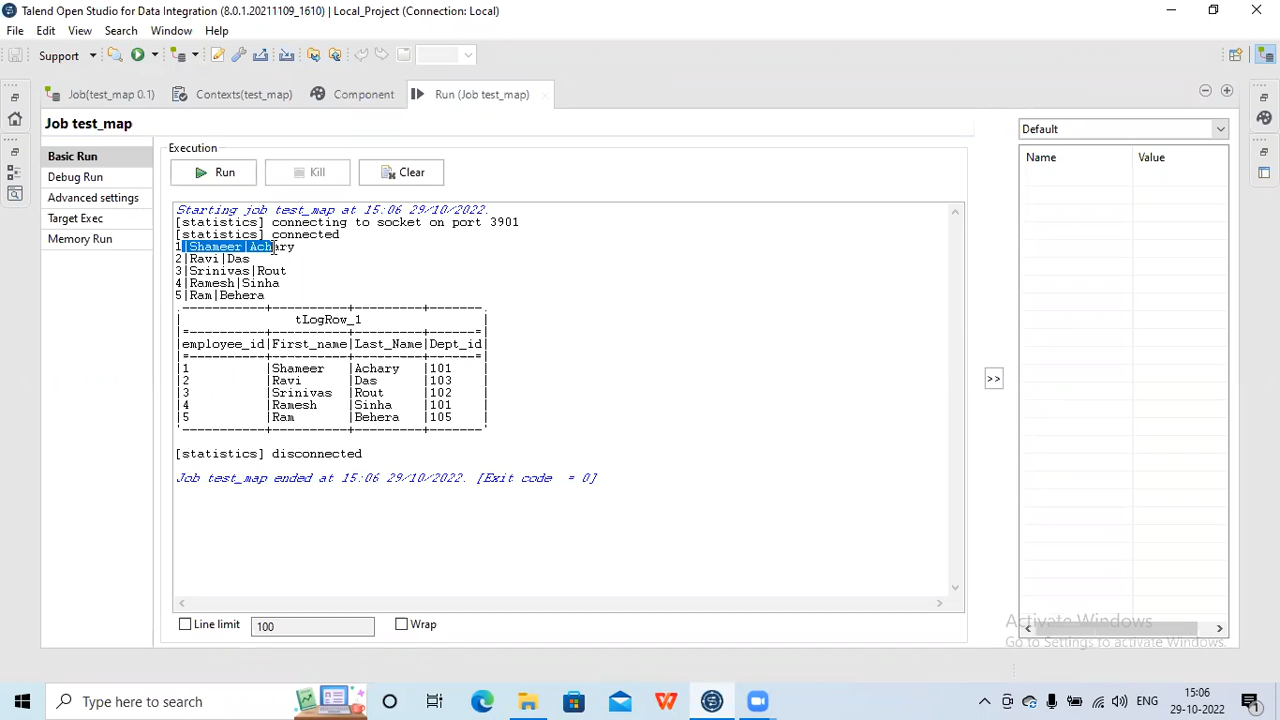 Talend Open Studio for Data Integration (8.0.1.20211109_1610) | Local_Project (Connection: Local)
File Edit View Search Window Help
Support
Job(test_map 0.1) Contexts(test_map) Component Run (Job test_map)
Job test_map
Default
Execution
Basic Run
Debug Run
Advanced settings
Target Exec
Memory Run
Run Kill Clear
Name Value
Starting job test_map at 15:06 29/10/2022.
[statistics] connecting to socket on port 3901
[statistics] connected
1|Shameer|Achary
2|Ravi|Das
3|Srinivas|Rout
4|Ramesh|Sinha
5|Ram|Behera
.-----------+----------+---------+-------.
| tLogRow_1 |
|=----------+----------+---------+------=|
|employee_id|First_name|Last_Name|Dept_id|
|=----------+----------+---------+------=|
|1 |Shameer |Achary |101 |
|2 |Ravi |Das |103 |
|3 |Srinivas |Rout |102 |
|4 |Ramesh |Sinha |101 |
|5 |Ram |Behera |105 |
'-----------+----------+---------+-------'
[statistics] disconnected
Job test_map ended at 15:06 29/10/2022. [Exit code = 0]
>>
Line limit 100 Wrap
Activate Windows
Go to Settings to activate Windows.
Type here to search
ENG
15:06
29-10-2022
1